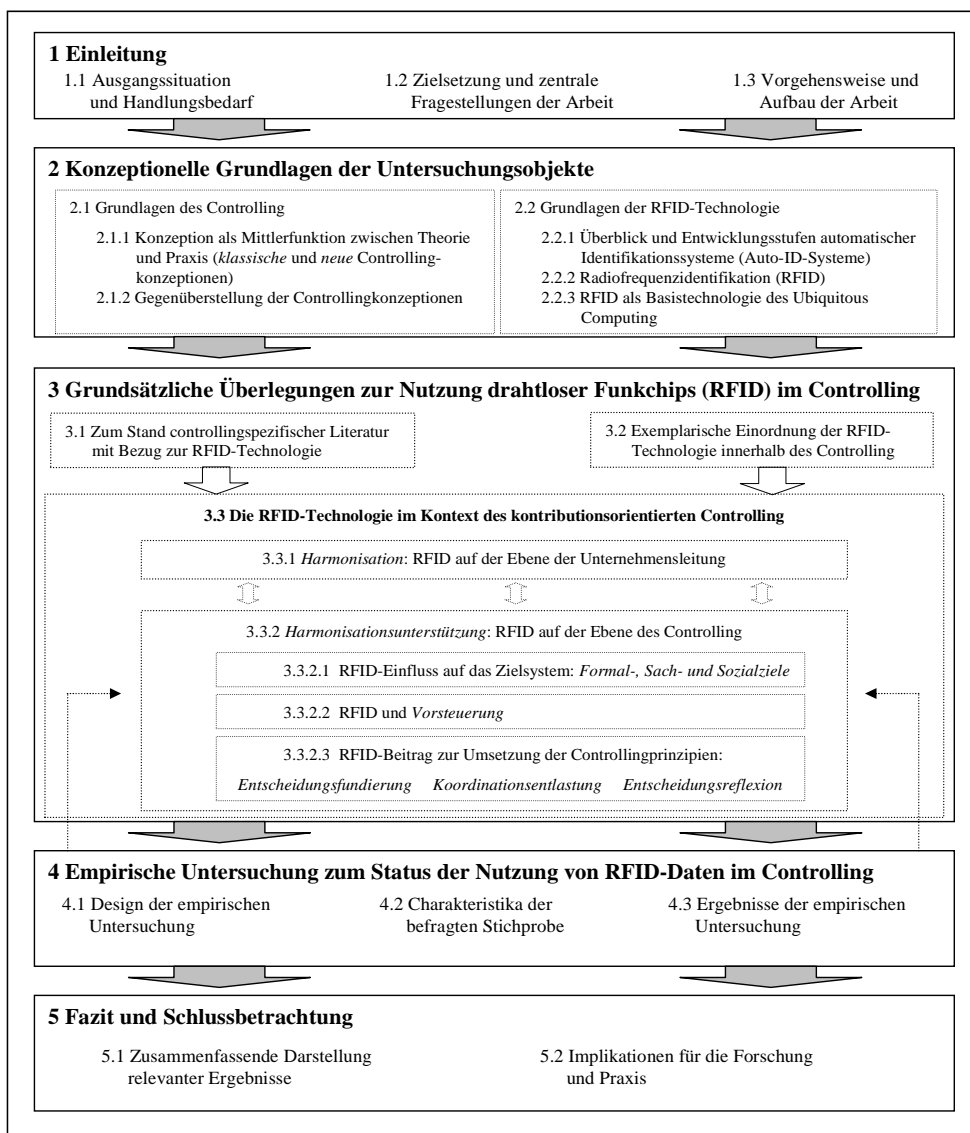 1 Einleitung
1.1 Ausgangssituation
und Handlungsbedarf
1.2 Zielsetzung und zentrale
Fragestellungen der Arbeit
1.3 Vorgehensweise und
Aufbau der Arbeit
2 Konzeptionelle Grundlagen der Untersuchungsobjekte
2.1 Grundlagen des Controlling
2.1.1 Konzeption als Mittlerfunktion zwischen Theorie
und Praxis (klassische und neue Controlling-
konzeptionen)
2.1.2 Gegenüberstellung der Controllingkonzeptionen
2.2 Grundlagen der RFID-Technologie
2.2.1 Überblick und Entwicklungsstufen automatischer
Identifikationssysteme (Auto-ID-Systeme)
2.2.2 Radiofrequenzidentifikation (RFID)
2.2.3 RFID als Basistechnologie des Ubiquitous
Computing
3 Grundsätzliche Überlegungen zur Nutzung drahtloser Funkchips (RFID) im Controlling
3.1 Zum Stand controllingspezifischer Literatur
mit Bezug zur RFID-Technologie
3.2 Exemplarische Einordnung der RFID-
Technologie innerhalb des Controlling
3.3 Die RFID-Technologie im Kontext des kontributionsorientierten Controlling
3.3.1 Harmonisation: RFID auf der Ebene der Unternehmensleitung
3.3.2 Harmonisationsunterstützung: RFID auf der Ebene des Controlling
3.3.2.1 RFID-Einfluss auf das Zielsystem: Formal-, Sach- und Sozialziele
3.3.2.2 RFID und Vorsteuerung
3.3.2.3 RFID-Beitrag zur Umsetzung der Controllingprinzipien:
Entscheidungsfundierung Koordinationsentlastung Entscheidungsreflexion
4 Empirische Untersuchung zum Status der Nutzung von RFID-Daten im Controlling
4.1 Design der empirischen
Untersuchung
4.2 Charakteristika der
befragten Stichprobe
4.3 Ergebnisse der empirischen
Untersuchung
5 Fazit und Schlussbetrachtung
5.1 Zusammenfassende Darstellung
relevanter Ergebnisse
5.2 Implikationen für die Forschung
und Praxis